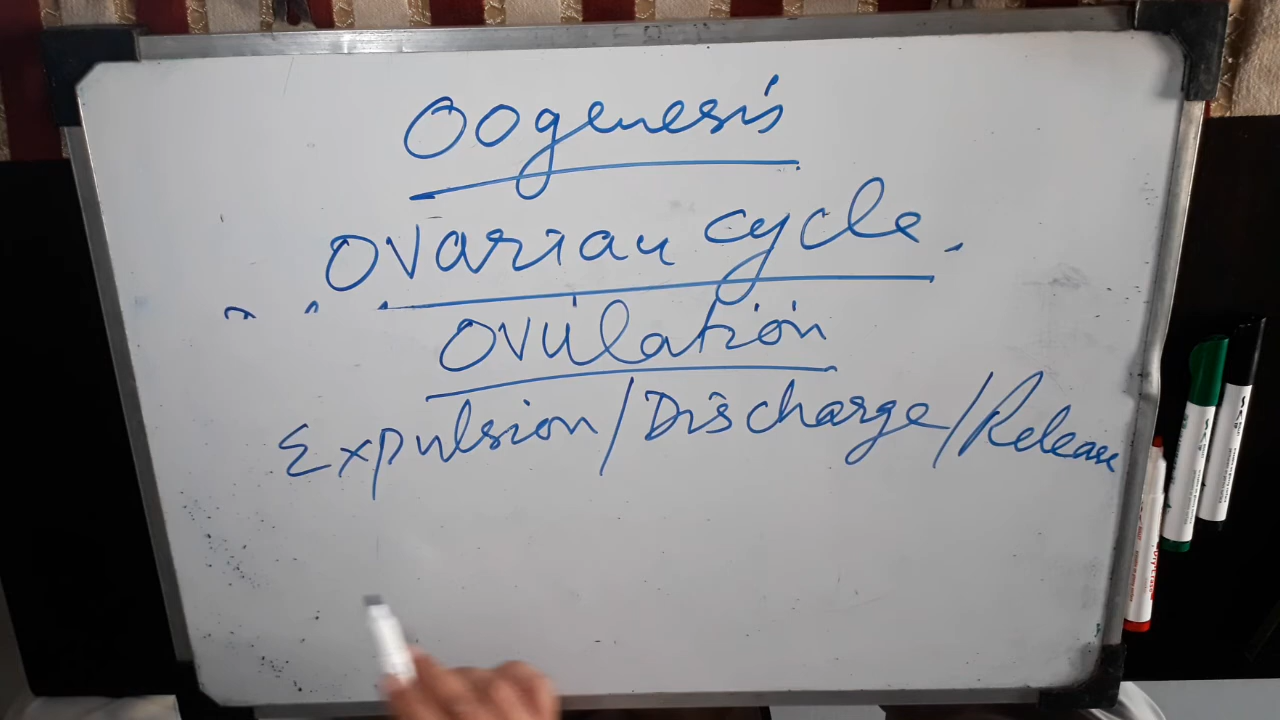 Oogenesis
Ovarian cycle.
Ovulation
Expulsion/Discharge/Release